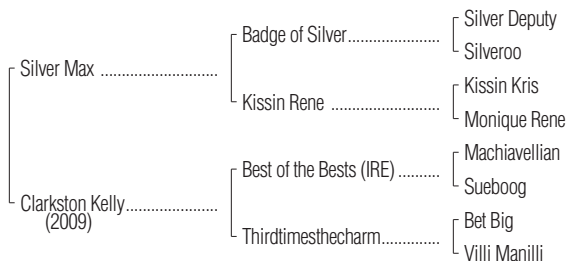 Silver Deputy
Badge of Silver......................
Silveroo
Silver Max ............................
Kissin Kris
Kissin Rene ..........................
Monique Rene
Machiavellian
Best of the Bests (IRE) ..........
Sueboog
Clarkston Kelly......................
(2009)
Bet Big
Thirdtimesthecharm..............
Villi Manilli